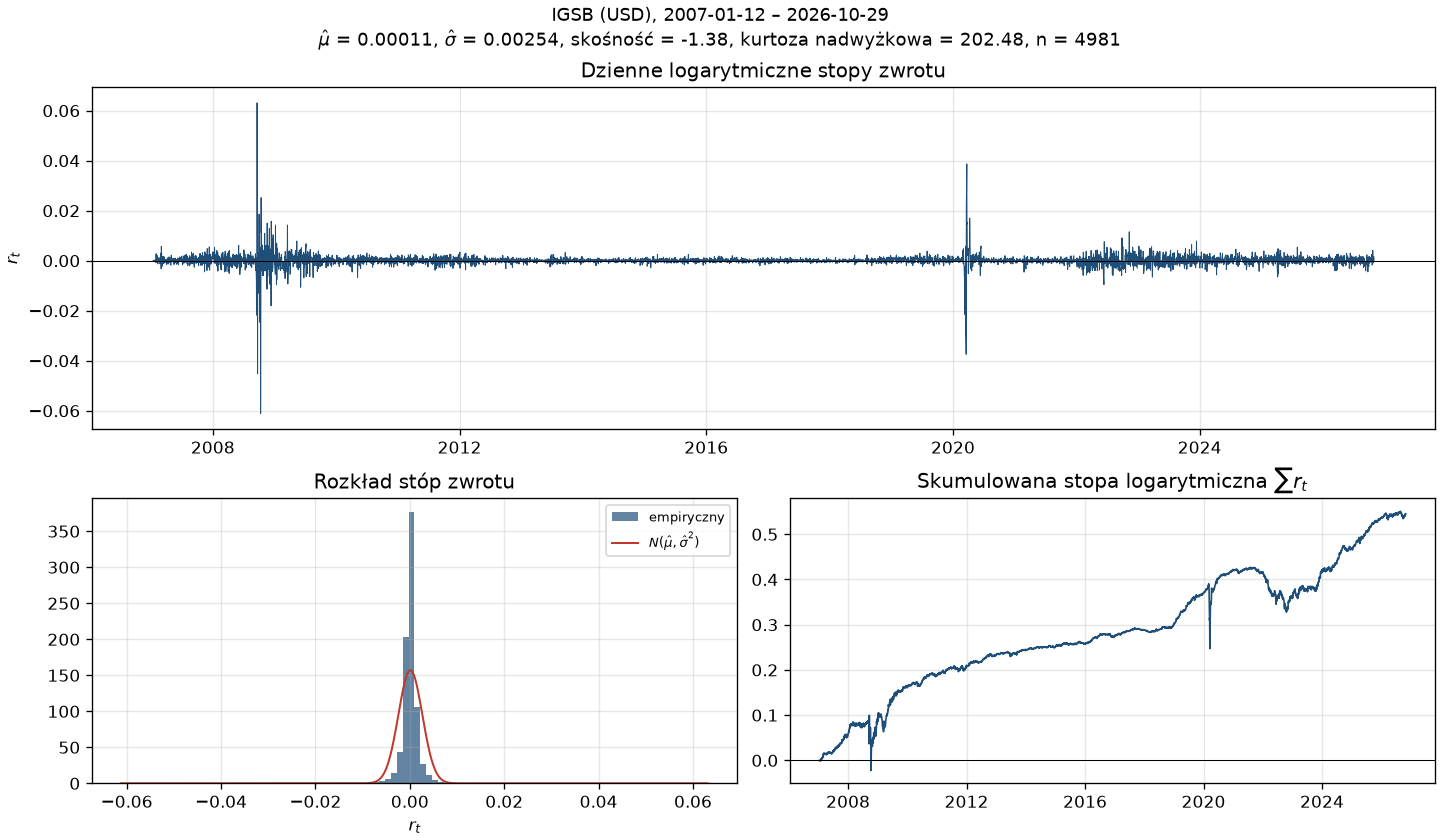 IGSB (USD), 2007-01-12 – 2026-10-29
μ̂ = 0.00011, σ̂ = 0.00254, skośność = -1.38, kurtoza nadwyżkowa = 202.48, n = 4981
Dzienne logarytmiczne stopy zwrotu
0.06
0.04
0.02
0.00
−0.02
−0.04
−0.06
r_t
2008 2012 2016 2020 2024
Rozkład stóp zwrotu
350
300
250
200
150
100
50
0
empiryczny
N(μ̂, σ̂²)
−0.06 −0.04 −0.02 0.00 0.02 0.04 0.06
r_t
Skumulowana stopa logarytmiczna ∑r_t
0.5
0.4
0.3
0.2
0.1
0.0
2008 2012 2016 2020 2024